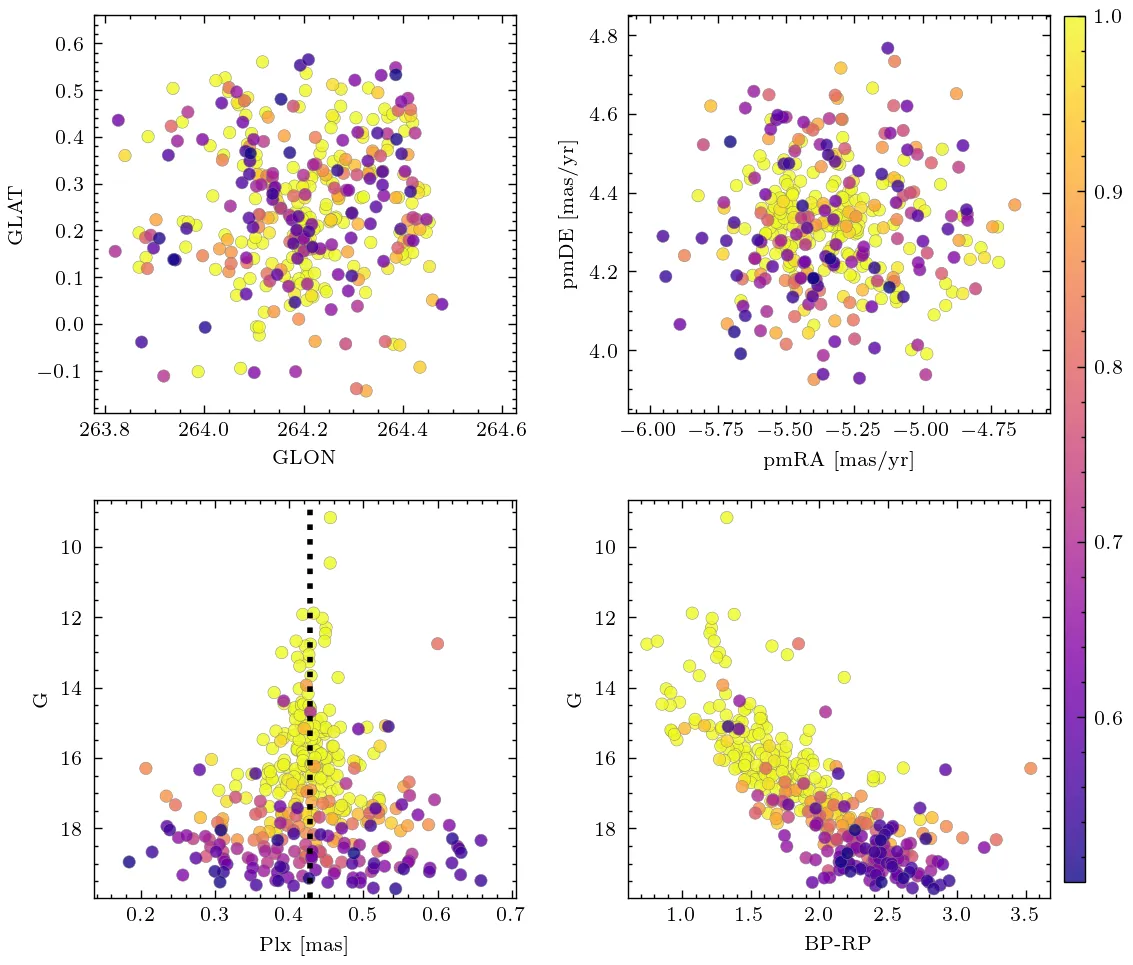 0.6
0.5
0.4
0.3
0.2
0.1
0.0
−0.1
GLAT
263.8 264.0 264.2 264.4 264.6
GLON
4.8
4.6
4.4
4.2
4.0
pmDE [mas/yr]
−6.00 −5.75 −5.50 −5.25 −5.00 −4.75
pmRA [mas/yr]
10
12
14
16
18
G
0.2 0.3 0.4 0.5 0.6 0.7
Plx [mas]
10
12
14
16
18
G
1.0 1.5 2.0 2.5 3.0 3.5
BP-RP
1.0
0.9
0.8
0.7
0.6